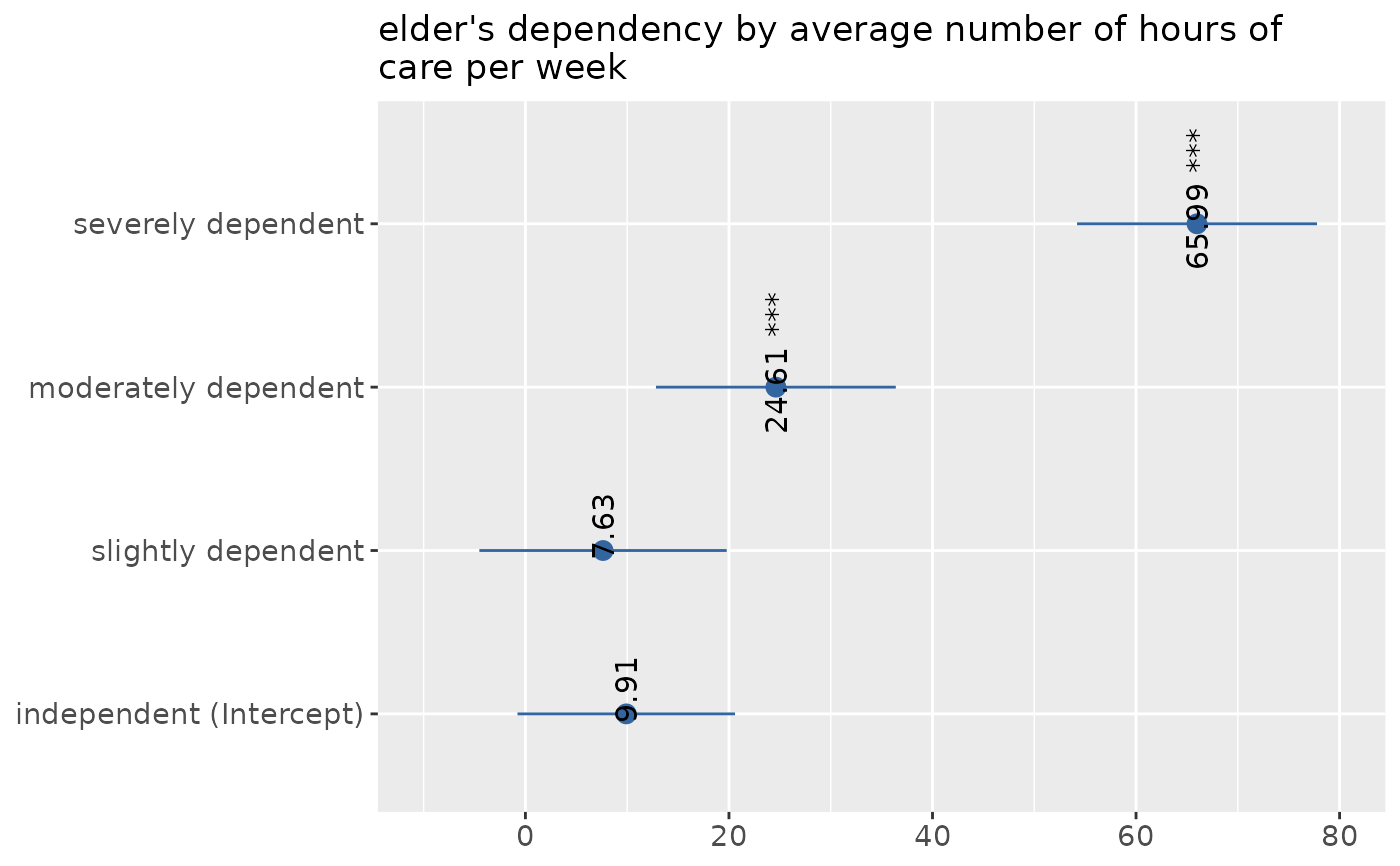 elder's dependency by average number of hours of
care per week
severely dependent
65.99 ***
moderately dependent
24.61 ***
slightly dependent
7.63
independent (Intercept)
9.91
0 20 40 60 80